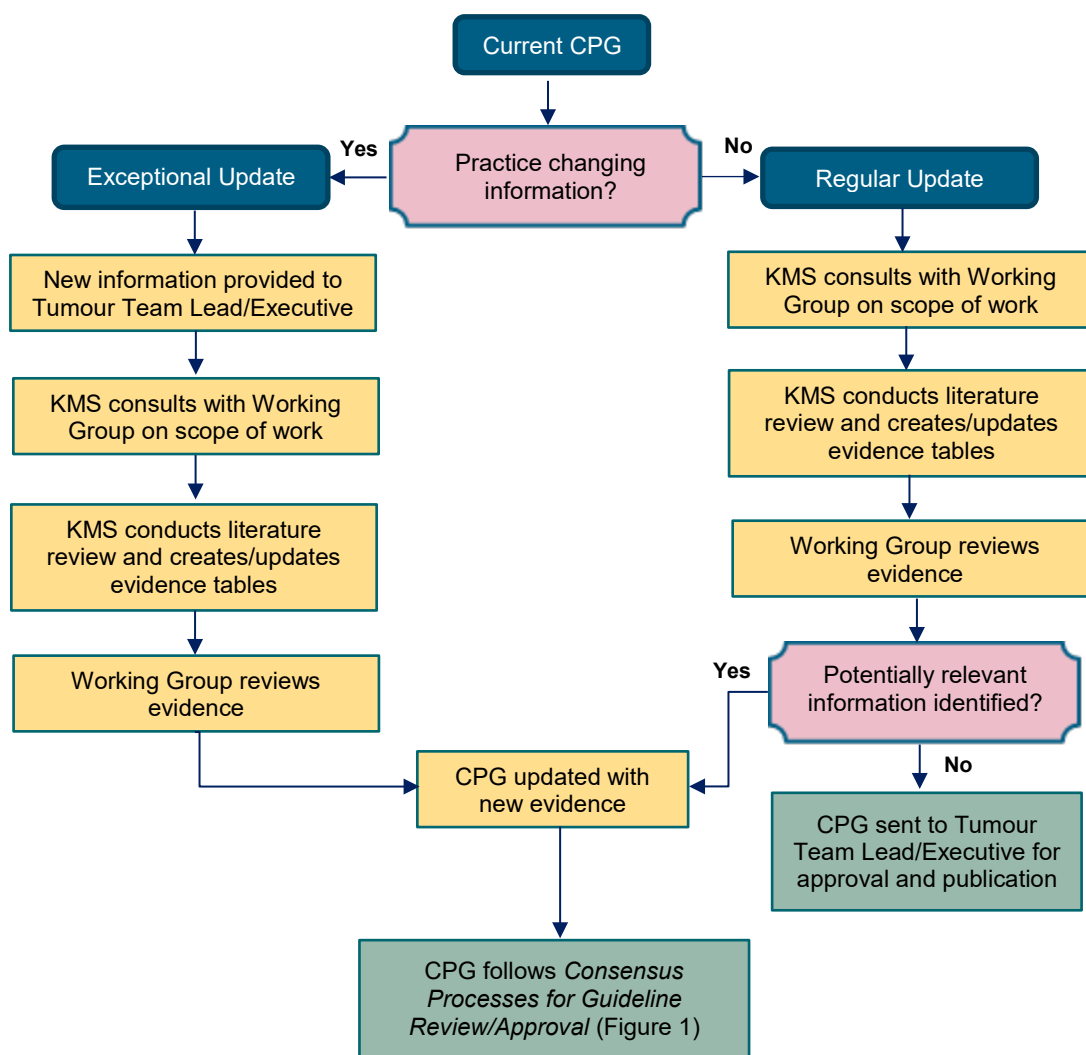 Current CPG
Yes
Practice changing
information?
No
Exceptional Update
Regular Update
New information provided to
Tumour Team Lead/Executive
KMS consults with Working
Group on scope of work
KMS conducts literature
review and creates/updates
evidence tables
Working Group reviews
evidence
KMS consults with Working
Group on scope of work
KMS conducts literature
review and creates/updates
evidence tables
Working Group reviews
evidence
Yes
Potentially relevant
information identified?
No
CPG updated with
new evidence
CPG sent to Tumour
Team Lead/Executive for
approval and publication
CPG follows Consensus
Processes for Guideline
Review/Approval (Figure 1)